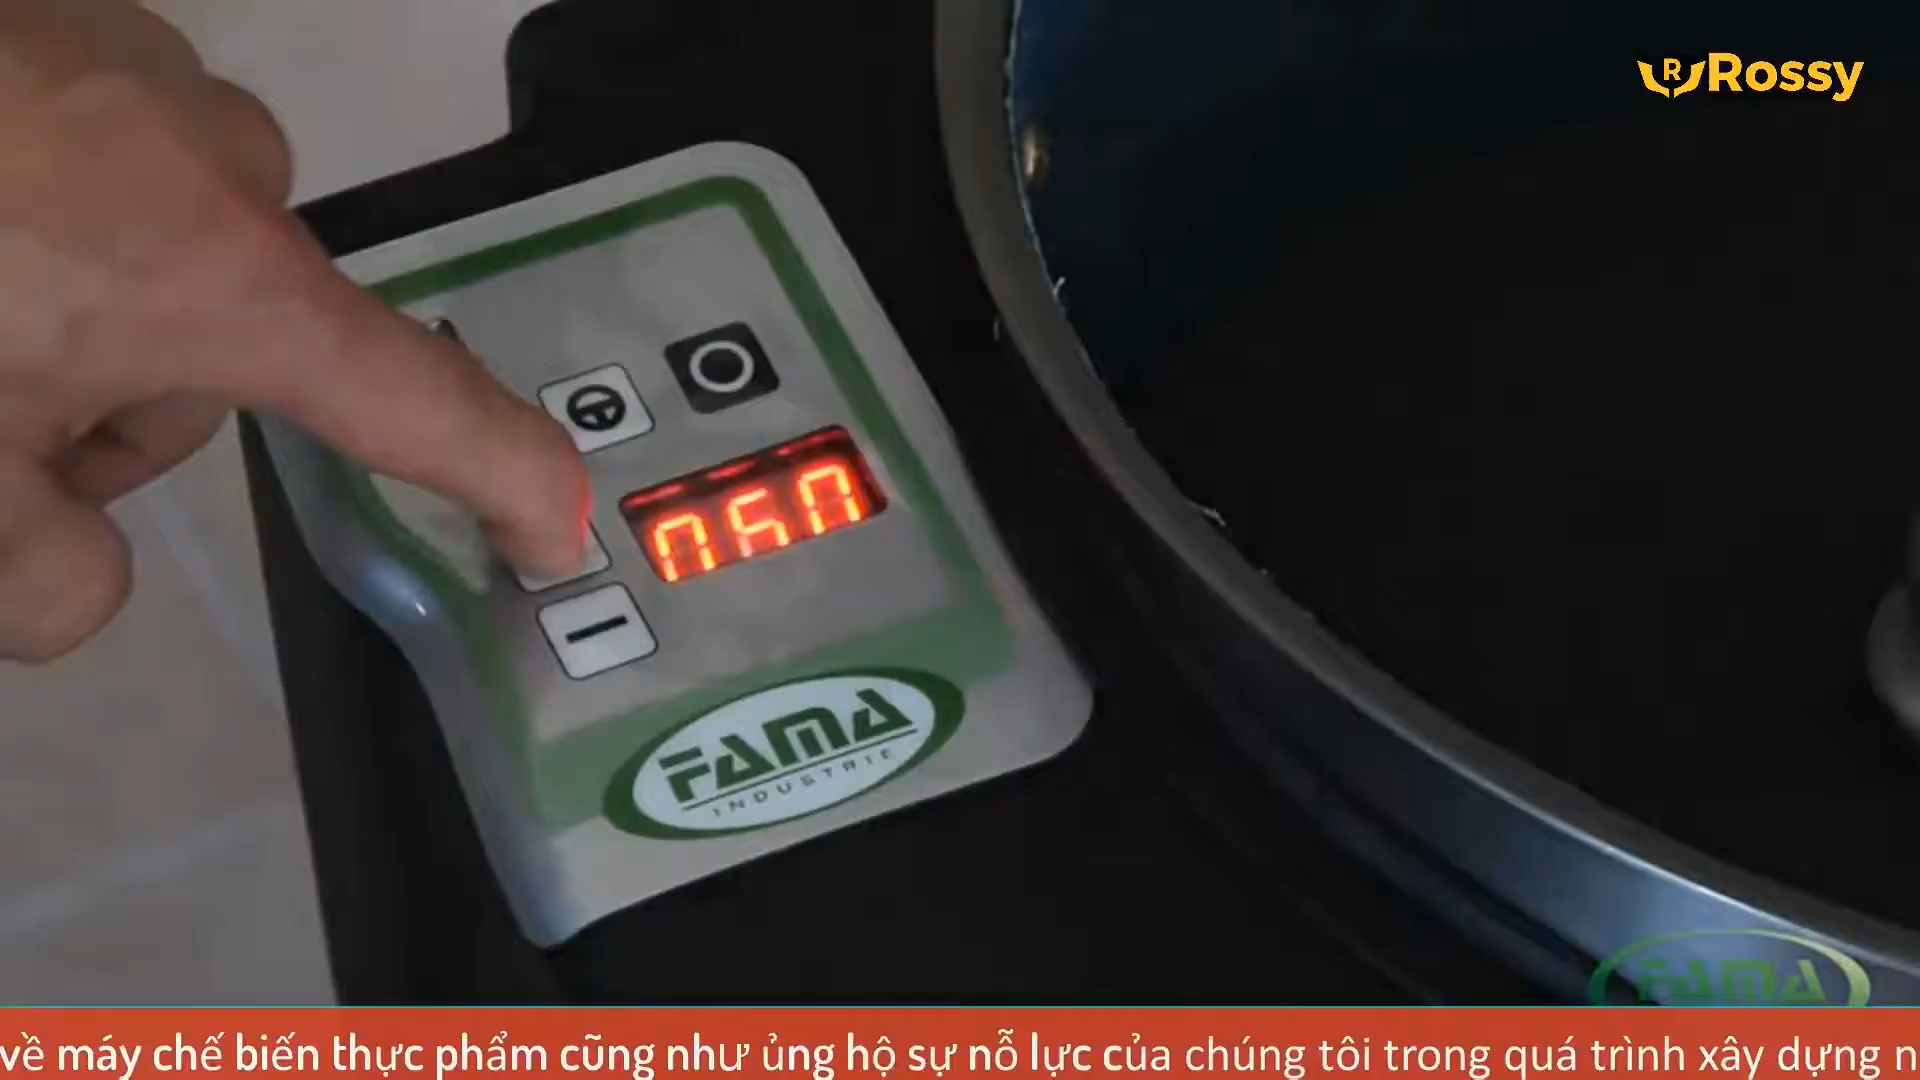 Rossy
FAMA
INDUSTRIE
FAMA
về máy chế biến thực phẩm cũng như ủng hộ sự nỗ lực của chúng tôi trong quá trình xây dựng n